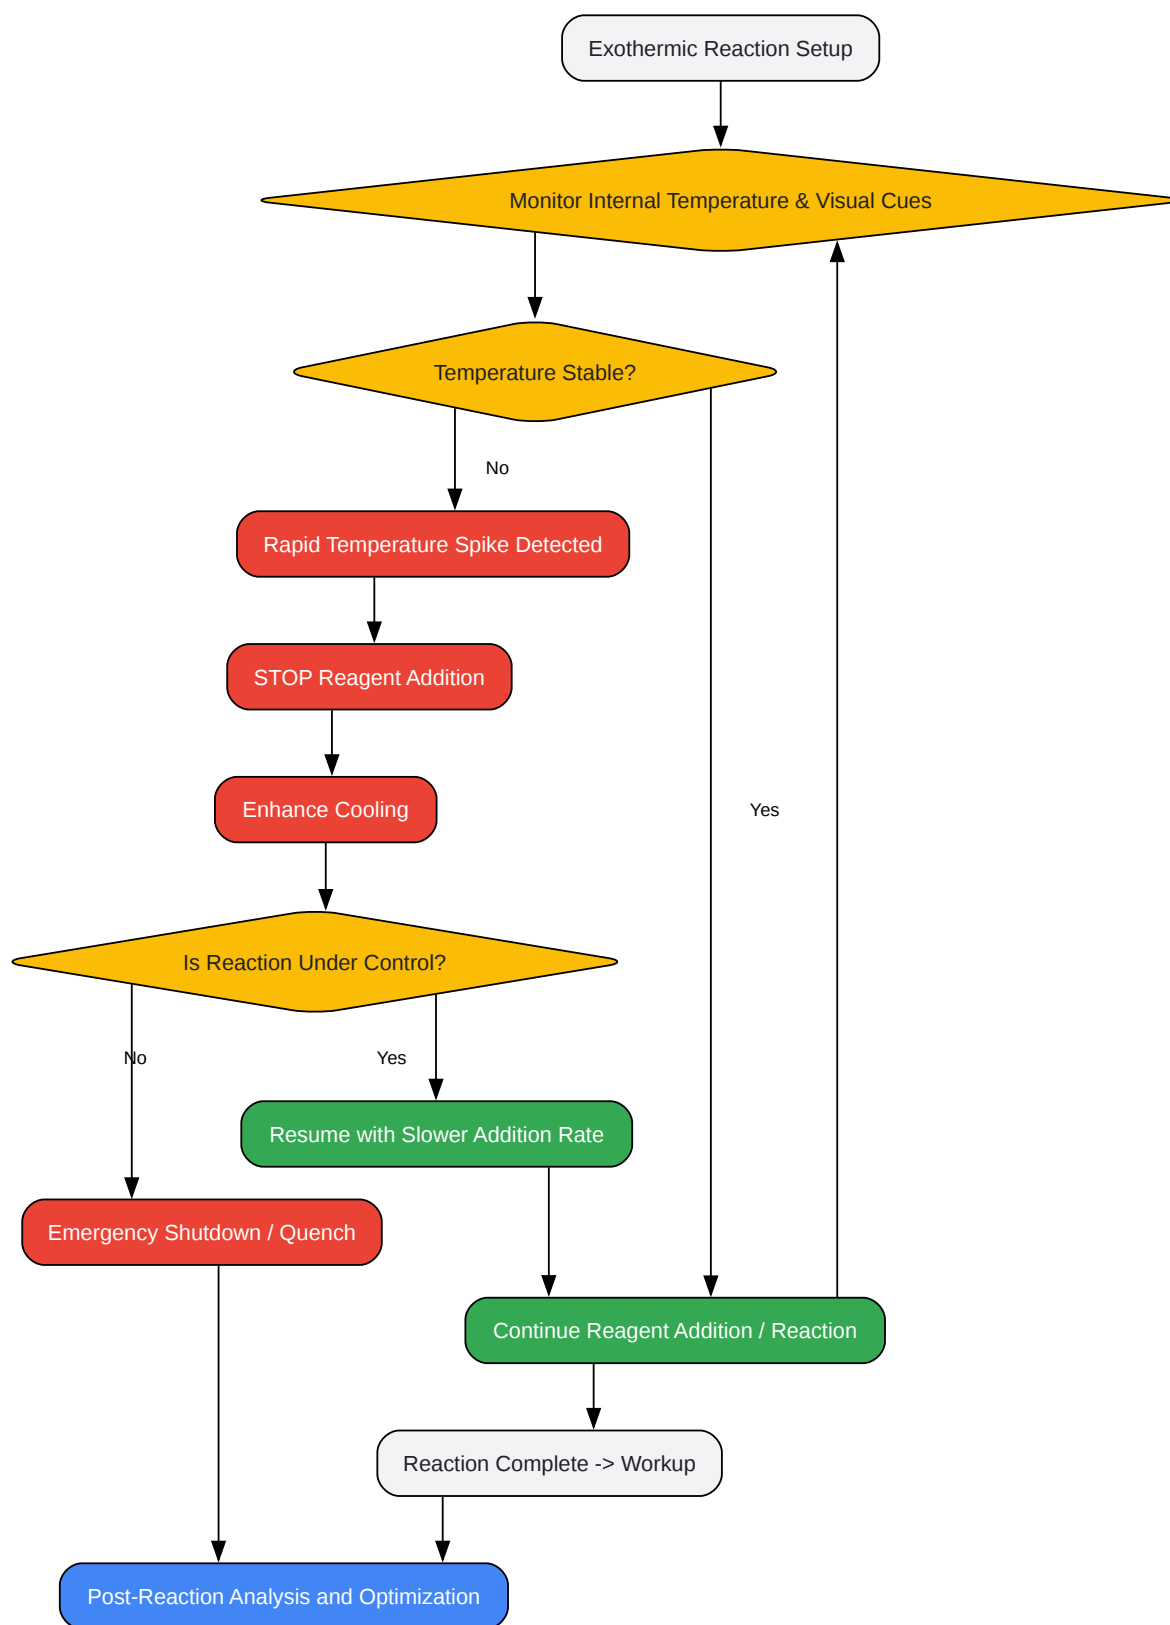 Exothermic Reaction Setup
Monitor Internal Temperature & Visual Cues
Temperature Stable?
No
Rapid Temperature Spike Detected
STOP Reagent Addition
Enhance Cooling
Yes
Is Reaction Under Control?
No
Yes
Resume with Slower Addition Rate
Emergency Shutdown / Quench
Continue Reagent Addition / Reaction
Reaction Complete -> Workup
Post-Reaction Analysis and Optimization